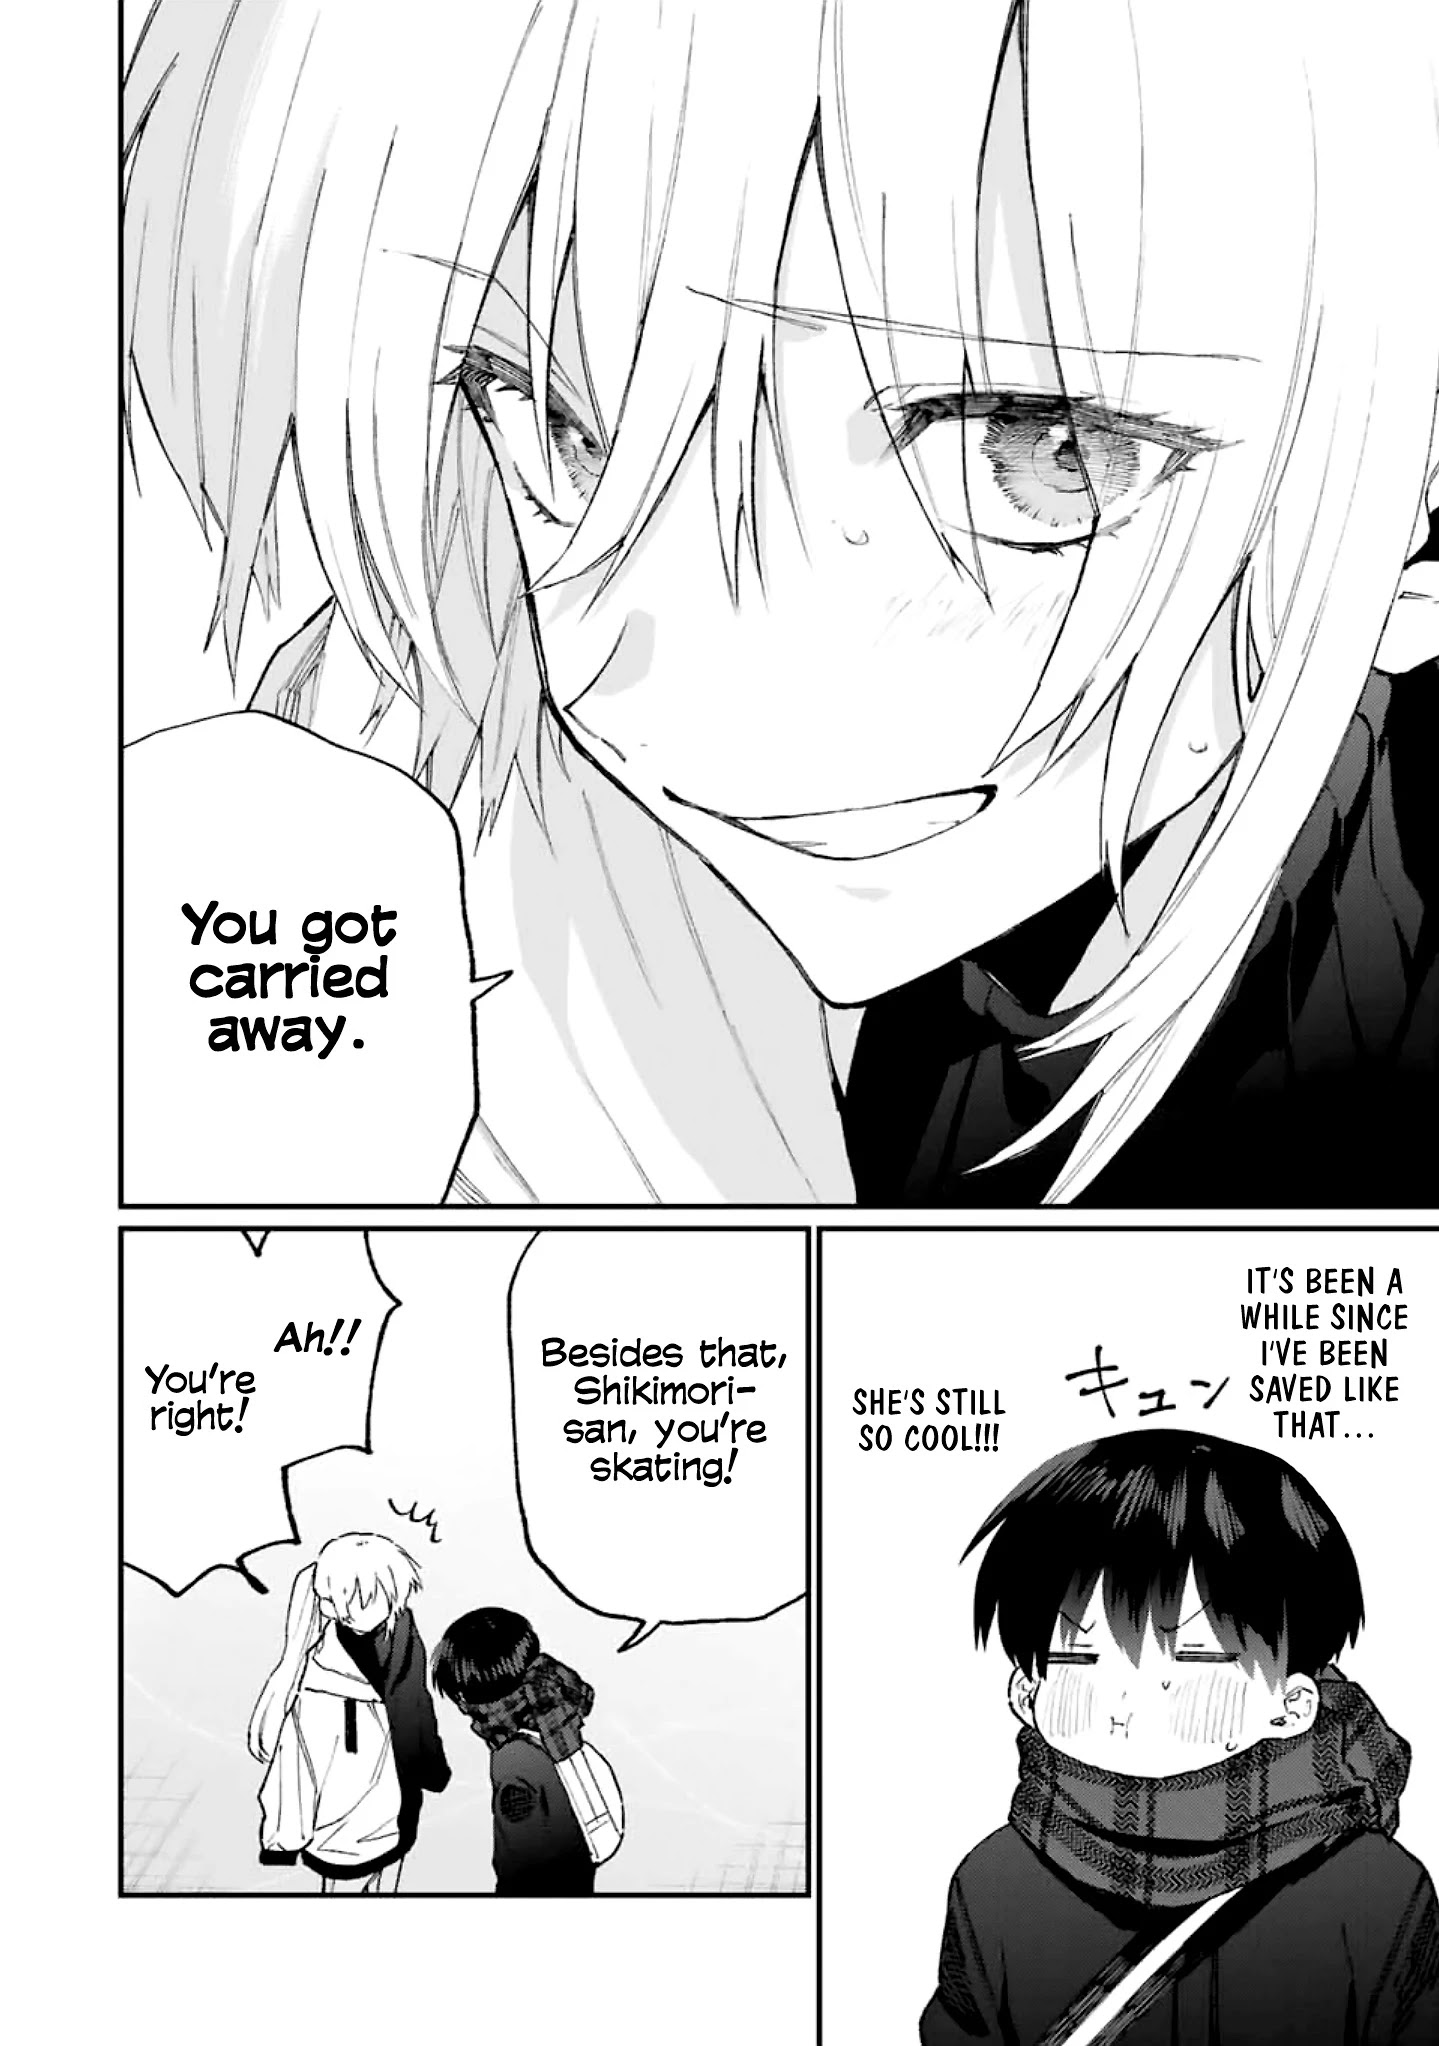 You got
carried
away.
IT'S BEEN A
WHILE SINCE
I'VE BEEN
SAVED LIKE
THAT...
キュン
SHE'S STILL
SO COOL!!!
Besides that,
Shikimori-
san, you're
skating!
Ah!!
You're
right!